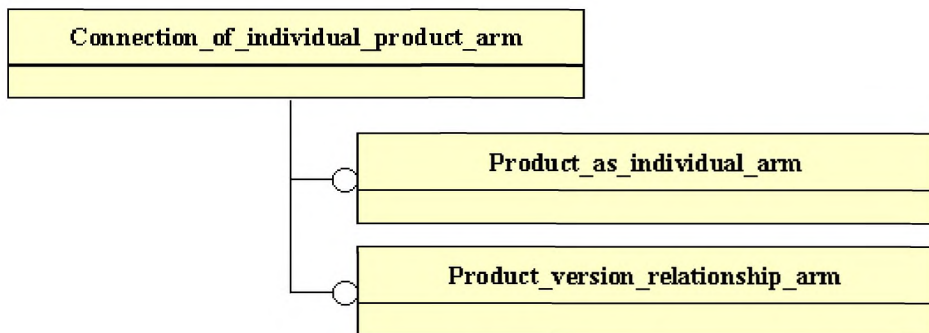 Connection_of_individual_product_arm
Product_as_individual_arm
Product_version_relationship_arm